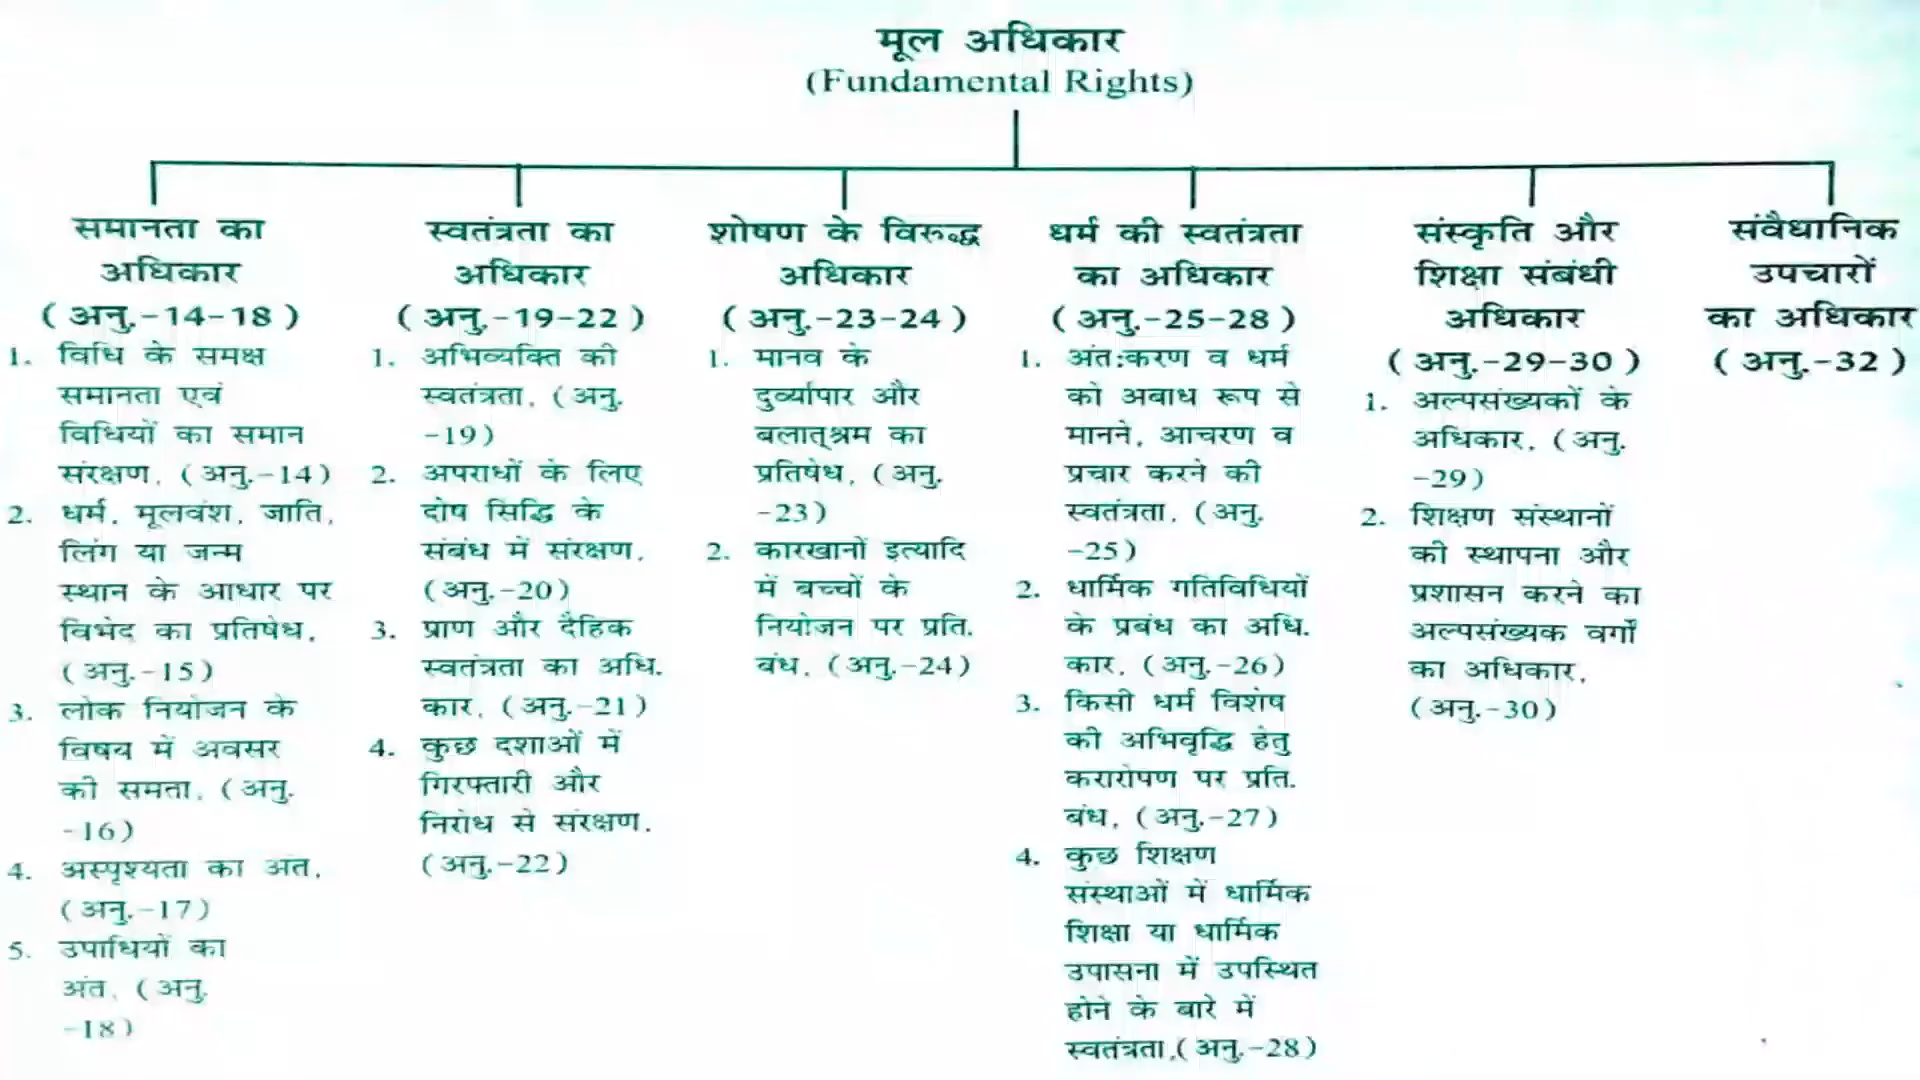 मूल अधिकार
(Fundamental Rights)
समानता का
अधिकार
(अनु.-14-18)
1. विधि के समक्ष
समानता एवं
विधियों का समान
संरक्षण, (अनु.-14)
2. धर्म, मूलवंश, जाति,
लिंग या जन्म
स्थान के आधार पर
विभेद का प्रतिषेध,
(अनु.-15)
3. लोक नियोजन के
विषय में अवसर
की समता, (अनु.
-16)
4. अस्पृश्यता का अंत,
(अनु.-17)
5. उपाधियों का
अंत, (अनु.
-18)
स्वतंत्रता का
अधिकार
(अनु.-19-22)
1. अभिव्यक्ति की
स्वतंत्रता, (अनु.
-19)
2. अपराधों के लिए
दोष सिद्धि के
संबंध में संरक्षण,
(अनु.-20)
3. प्राण और दैहिक
स्वतंत्रता का अधि.
कार, (अनु.-21)
4. कुछ दशाओं में
गिरफ्तारी और
निरोध से संरक्षण,
(अनु.-22)
शोषण के विरुद्ध
अधिकार
(अनु.-23-24)
1. मानव के
दुर्व्यापार और
बलात्श्रम का
प्रतिषेध, (अनु.
-23)
2. कारखानों इत्यादि
में बच्चों के
नियोजन पर प्रति.
बंध, (अनु.-24)
धर्म की स्वतंत्रता
का अधिकार
(अनु.-25-28)
1. अंत:करण व धर्म
को अबाध रूप से
मानने, आचरण व
प्रचार करने की
स्वतंत्रता, (अनु.
-25)
2. धार्मिक गतिविधियों
के प्रबंध का अधि.
कार, (अनु.-26)
3. किसी धर्म विशेष
की अभिवृद्धि हेतु
करारोपण पर प्रति.
बंध, (अनु.-27)
4. कुछ शिक्षण
संस्थाओं में धार्मिक
शिक्षा या धार्मिक
उपासना में उपस्थित
होने के बारे में
स्वतंत्रता,(अनु.-28)
संस्कृति और
शिक्षा संबंधी
अधिकार
(अनु.-29-30)
1. अल्पसंख्यकों के
अधिकार, (अनु.
-29)
2. शिक्षण संस्थानों
की स्थापना और
प्रशासन करने का
अल्पसंख्यक वर्गों
का अधिकार,
(अनु.-30)
संवैधानिक
उपचारों
का अधिकार
(अनु.-32)